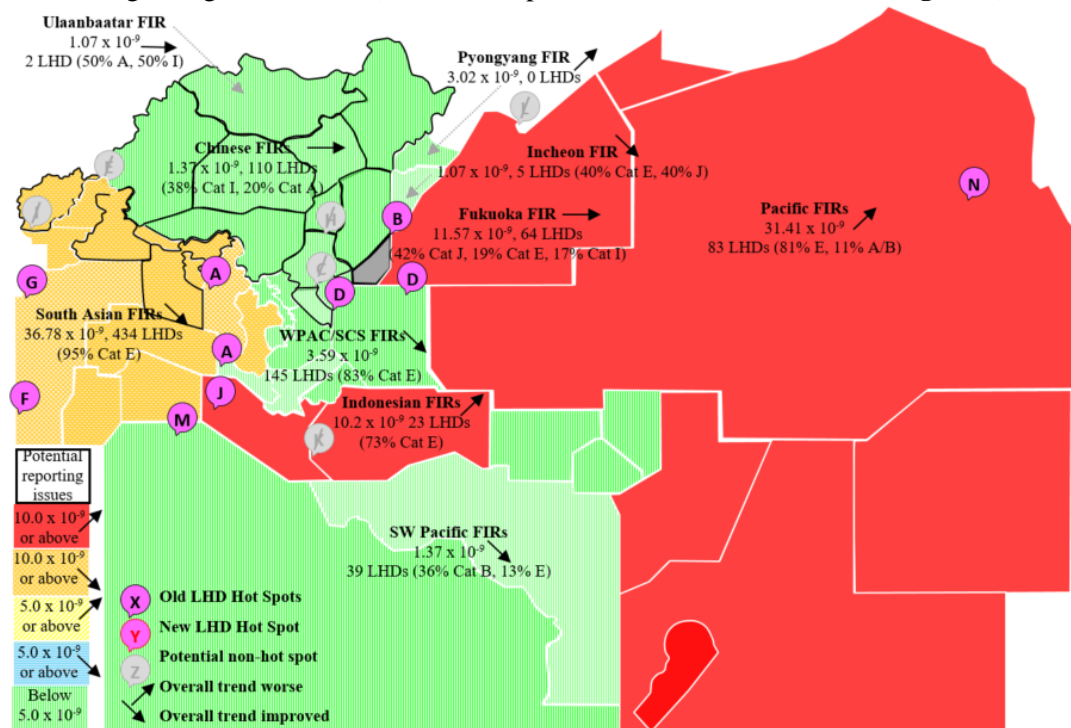 Ulaanbaatar FIR
1.07 x 10⁻⁹
2 LHD (50% A, 50% I)
Pyongyang FIR
3.02 x 10⁻⁹, 0 LHDs
Chinese FIRs
1.37 x 10⁻⁹, 110 LHDs
(38% Cat I, 20% Cat A)
Incheon FIR
1.07 x 10⁻⁹, 5 LHDs (40% Cat E, 40% J)
Fukuoka FIR
11.57 x 10⁻⁹, 64 LHDs
(42% Cat J, 19% Cat E, 17% Cat I)
Pacific FIRs
31.41 x 10⁻⁹
83 LHDs (81% E, 11% A/B)
N
B
H
G
A
D
D
South Asian FIRs
36.78 x 10⁻⁹, 434 LHDs
(95% Cat E)
WPAC/SCS FIRs
3.59 x 10⁻⁹
145 LHDs (83% Cat E)
A
F
J
M
K
Indonesian FIRs
10.2 x 10⁻⁹ 23 LHDs
(73% Cat E)
SW Pacific FIRs
1.37 x 10⁻⁹
39 LHDs (36% Cat B, 13% E)
Potential
reporting
issues
10.0 x 10⁻⁹
or above
10.0 x 10⁻⁹
or above
5.0 x 10⁻⁹
or above
5.0 x 10⁻⁹
or above
Below
5.0 x 10⁻⁹
X Old LHD Hot Spots
Y New LHD Hot Spot
Z Potential non-hot spot
Overall trend worse
Overall trend improved